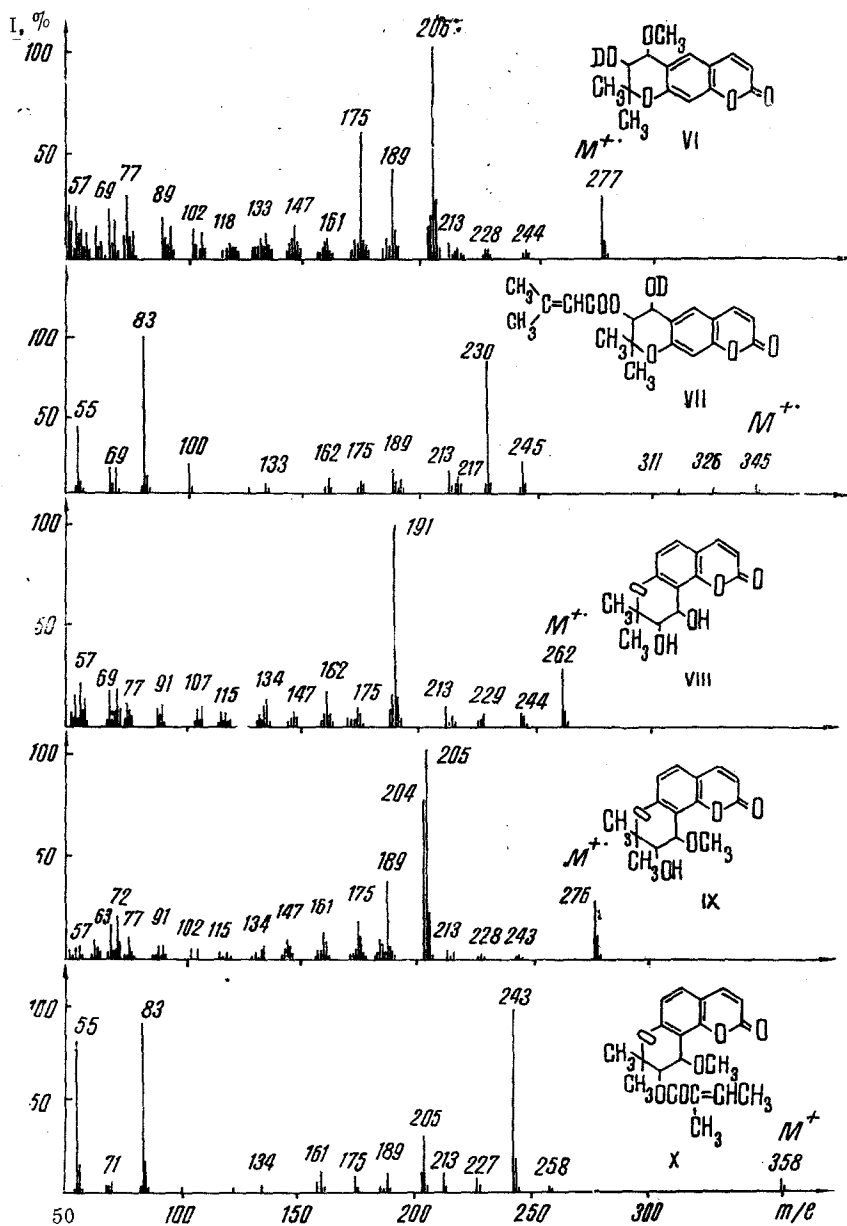 I, %
100
50
57
69
77
89
102
118
133
147
161
175
189
206
213
228
244
M+·
277
DO
OCH3
CH3
O
O
O
CH3
VI
100
50
55
69
83
100
133
162
175
189
213
217
230
245
311
326
345
M+·
CH3
C=CHCOO
CH3
OD
CH3
O
O
O
CH3
VII
100
50
57
69
77
91
107
115
134
147
162
175
191
213
229
244
262
M+·
O
O
O
CH3
CH3
OH
OH
VIII
100
50
57
63
72
77
91
102
115
134
147
161
175
189
204
205
213
228
243
276
M+·
O
O
O
CH3
CH3
OCH3
OH
IX
100
50
55
71
83
134
161
175
189
205
213
227
243
258
358
M+
O
O
O
CH3
CH3
OCH3
OCOC=CHCH3
CH3
X
50
100
150
200
250
300
m/e